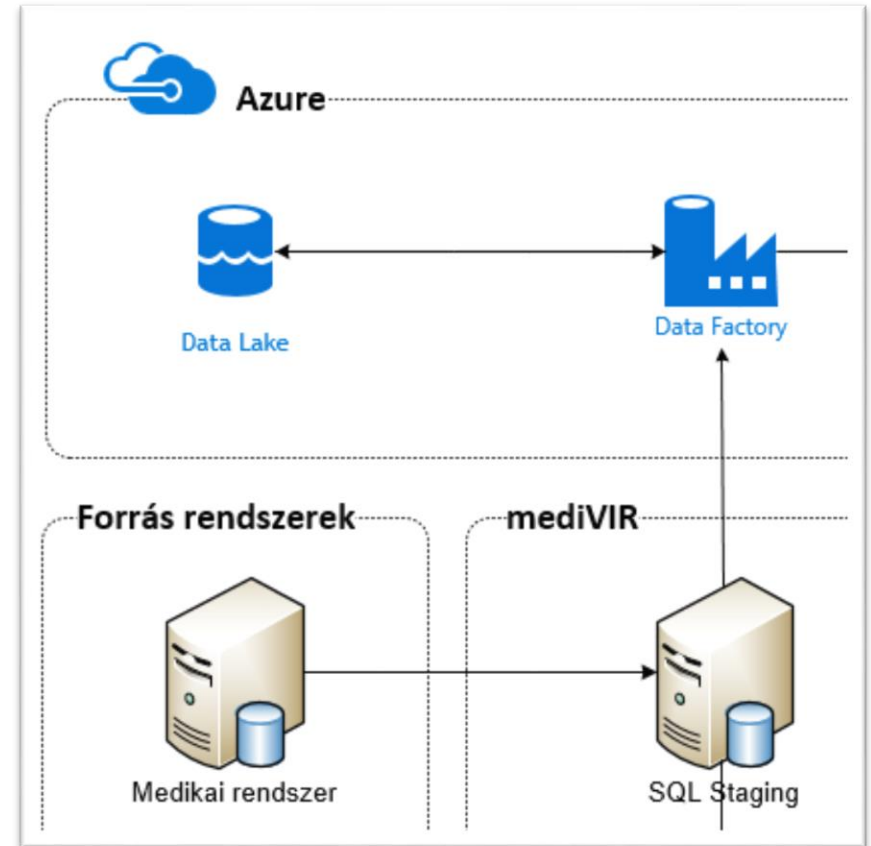 Azure
Data Lake
Data Factory
Forrás rendszerek
mediVIR
Medikai rendszer
SQL Staging